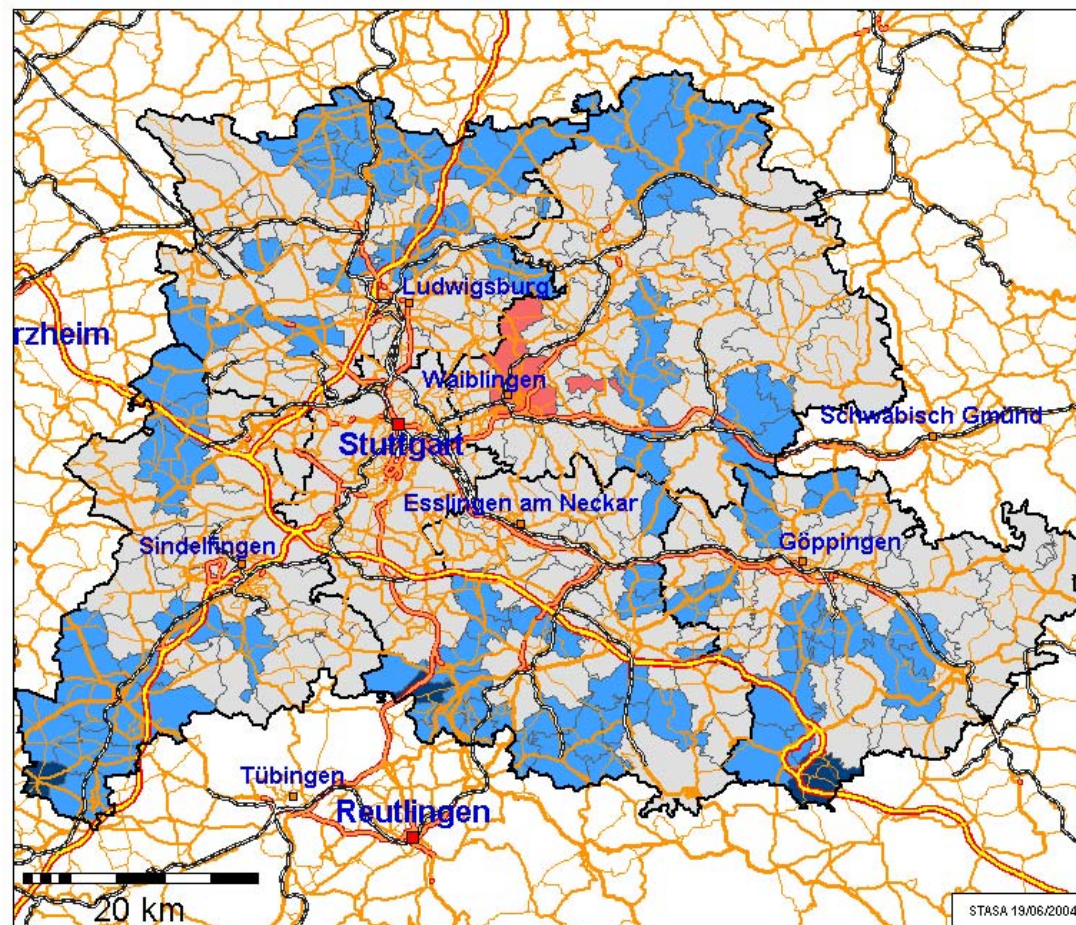 Ludwigsburg
rzheim
Waiblingen
Schwäbisch Gmünd
Stuttgart
Esslingen am Neckar
Sindelfingen
Göppingen
Tübingen
Reutlingen
20 km
STASA 19/06/2004